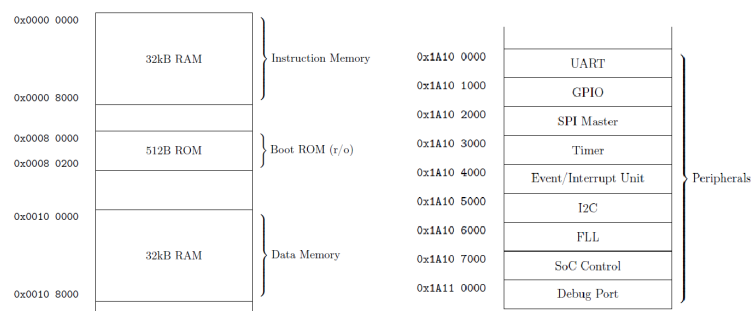 0x0000 0000
32kB RAM
Instruction Memory
0x0000 8000
0x0008 0000
512B ROM
Boot ROM (r/o)
0x0008 0200
0x0010 0000
32kB RAM
Data Memory
0x0010 8000
0x1A10 0000
UART
0x1A10 1000
GPIO
0x1A10 2000
SPI Master
0x1A10 3000
Timer
0x1A10 4000
Event/Interrupt Unit
Peripherals
0x1A10 5000
I2C
0x1A10 6000
FLL
0x1A10 7000
SoC Control
0x1A11 0000
Debug Port